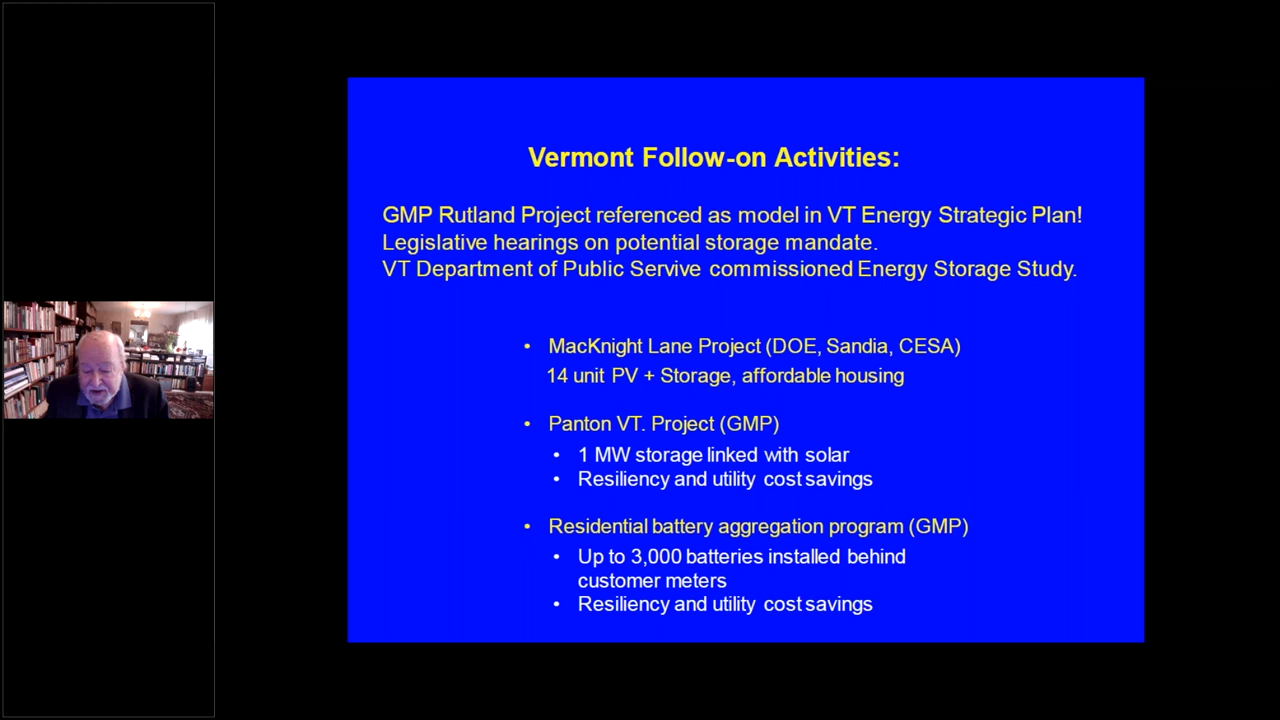 Vermont Follow-on Activities:
GMP Rutland Project referenced as model in VT Energy Strategic Plan!
Legislative hearings on potential storage mandate.
VT Department of Public Servive commissioned Energy Storage Study.
• MacKnight Lane Project (DOE, Sandia, CESA)
14 unit PV + Storage, affordable housing
• Panton VT. Project (GMP)
• 1 MW storage linked with solar
• Resiliency and utility cost savings
• Residential battery aggregation program (GMP)
• Up to 3,000 batteries installed behind
customer meters
• Resiliency and utility cost savings